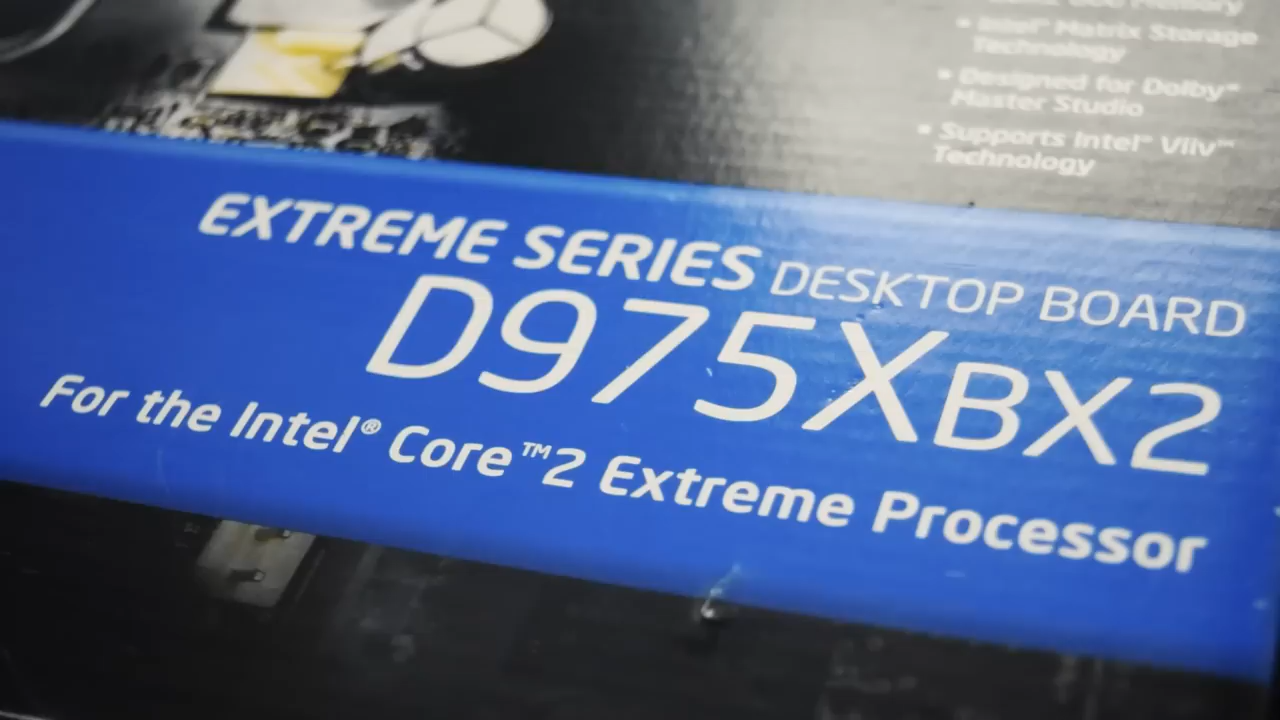 • Intel® Matrix Storage
Technology
• Designed for Dolby®
Master Studio
• Supports Intel® Viiv™
Technology
EXTREME SERIES DESKTOP BOARD
D975XBX2
For the Intel® Core™2 Extreme Processor